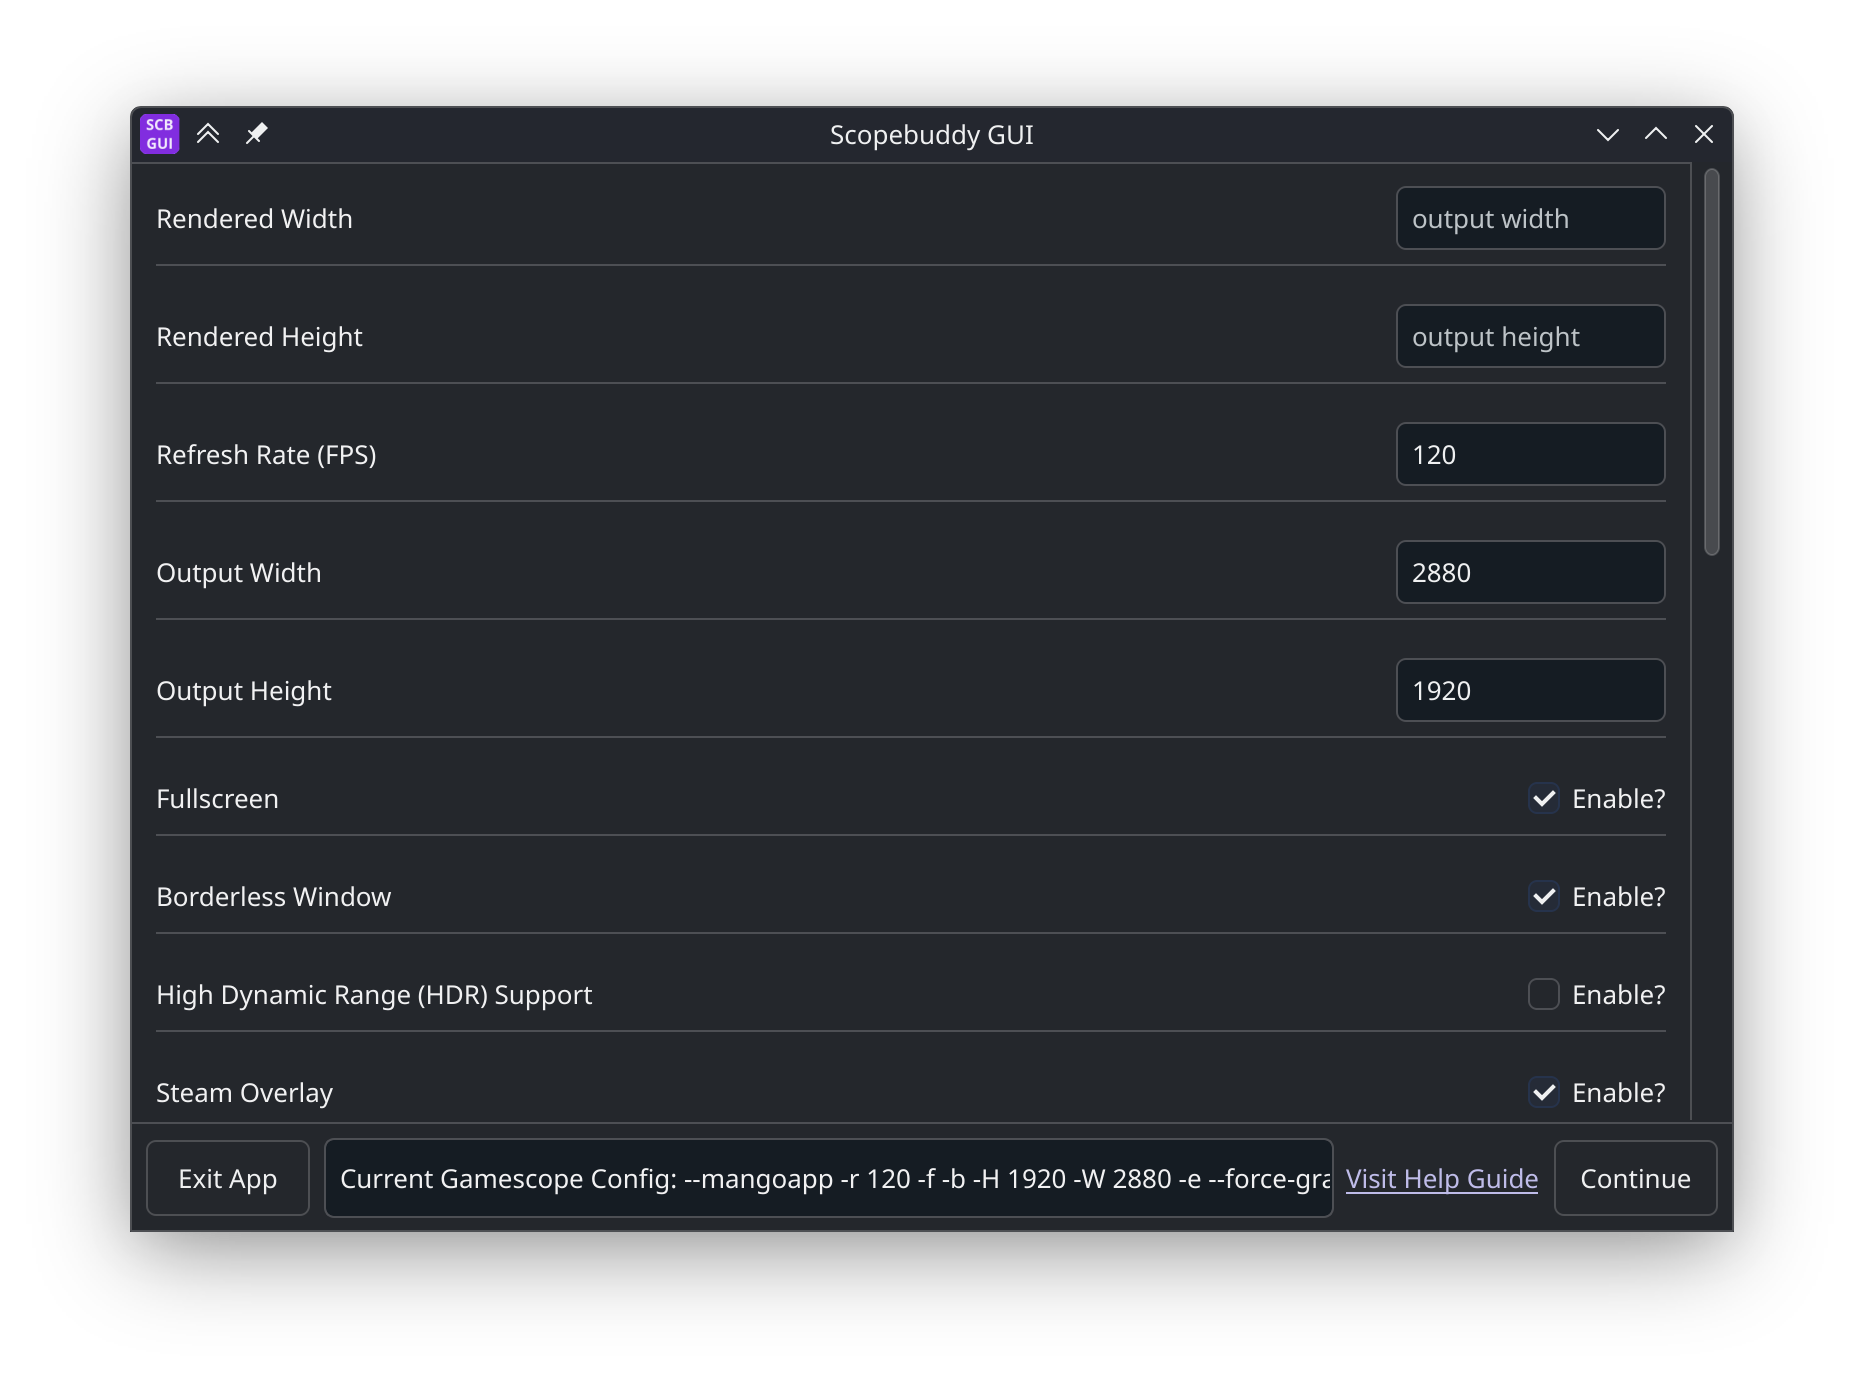 SCB
GUI
Scopebuddy GUI
Rendered Width
output width
Rendered Height
output height
Refresh Rate (FPS)
120
Output Width
2880
Output Height
1920
Fullscreen
Enable?
Borderless Window
Enable?
High Dynamic Range (HDR) Support
Enable?
Steam Overlay
Enable?
Exit App
Current Gamescope Config: --mangoapp -r 120 -f -b -H 1920 -W 2880 -e --force-gra
Visit Help Guide
Continue